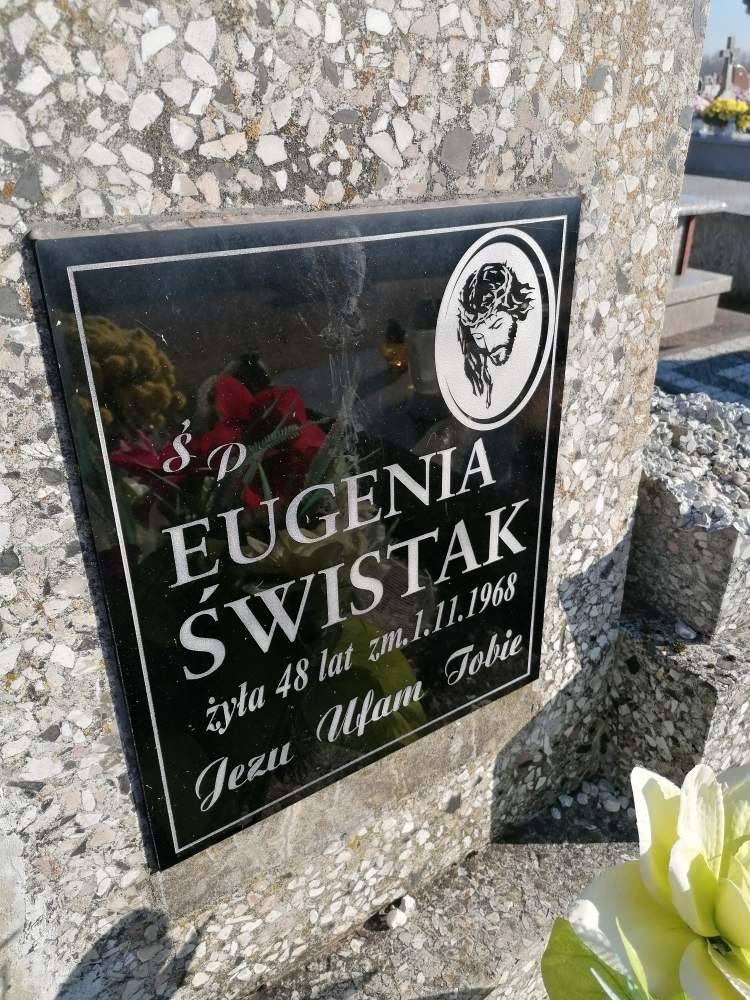 ś p
EUGENIA
ŚWISTAK
żyła 48 lat zm.1.11.1968
Jezu Ufam Tobie